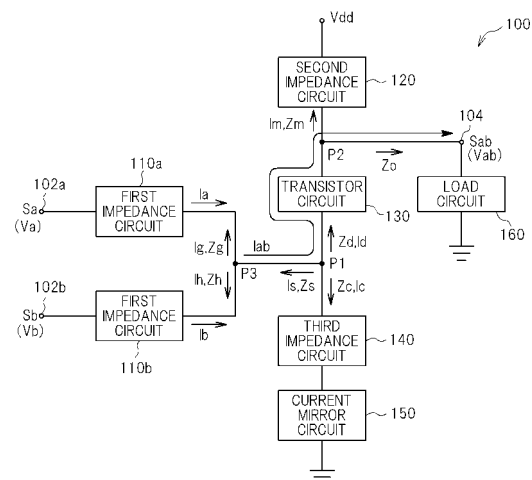 Vdd
100
SECOND
IMPEDANCE
CIRCUIT
120
Im,Zm
104
P2
Sab
(Vab)
Zo
110a
102a
Sa
(Va)
FIRST
IMPEDANCE
CIRCUIT
Ia
TRANSISTOR
CIRCUIT
130
LOAD
CIRCUIT
160
Ig,Zg
Iab
Zd,Id
P3
P1
102b
Ih,Zh
Is,Zs
Zc,Ic
Sb
(Vb)
FIRST
IMPEDANCE
CIRCUIT
Ib
110b
THIRD
IMPEDANCE
CIRCUIT
140
CURRENT
MIRROR
CIRCUIT
150